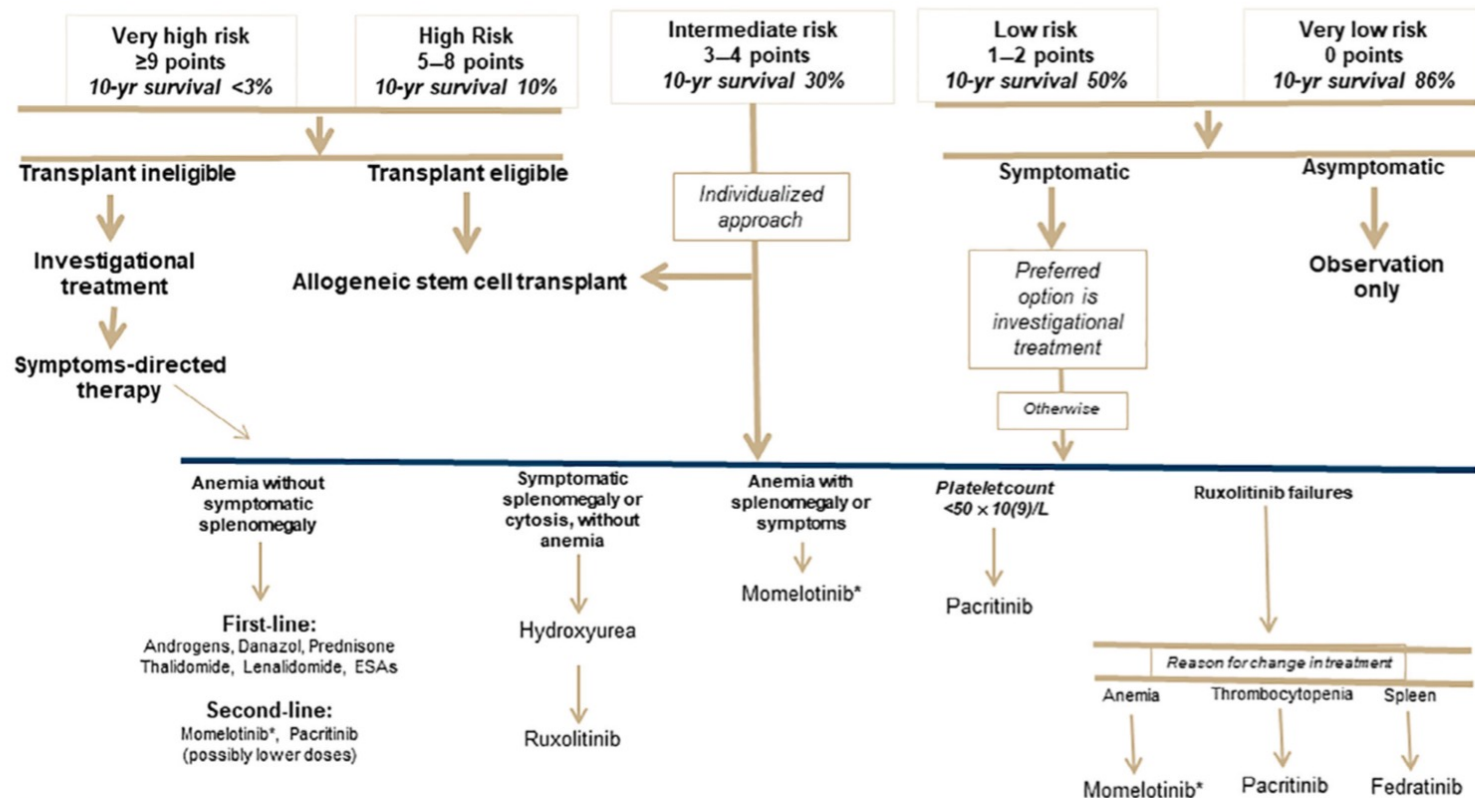 Very high risk
≥9 points
10-yr survival <3%
High Risk
5–8 points
10-yr survival 10%
Intermediate risk
3–4 points
10-yr survival 30%
Low risk
1–2 points
10-yr survival 50%
Very low risk
0 points
10-yr survival 86%
Transplant ineligible
Transplant eligible
Individualized
approach
Symptomatic
Asymptomatic
Investigational
treatment
Allogeneic stem cell transplant
Preferred
option is
investigational
treatment
Observation
only
Symptoms-directed
therapy
Otherwise
Anemia without
symptomatic
splenomegaly
Symptomatic
splenomegaly or
cytosis, without
anemia
Anemia with
splenomegaly or
symptoms
Platelet count
<50 × 10(9)/L
Ruxolitinib failures
First-line:
Androgens, Danazol, Prednisone
Thalidomide, Lenalidomide, ESAs
Second-line:
Momelotinib*, Pacritinib
(possibly lower doses)
Hydroxyurea
Ruxolitinib
Momelotinib*
Pacritinib
Reason for change in treatment
Anemia
Thrombocytopenia
Spleen
Momelotinib*
Pacritinib
Fedratinib